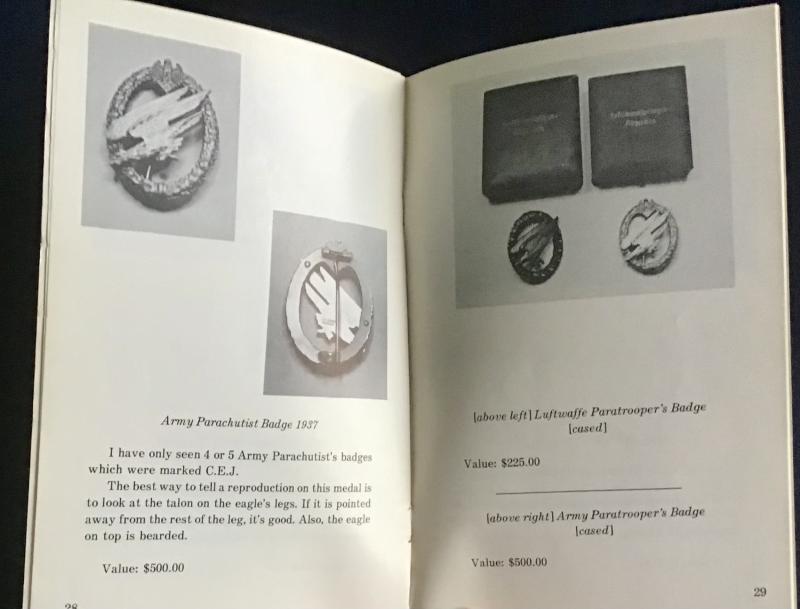 Army Parachutist Badge 1937
I have only seen 4 or 5 Army Parachutist's badges
which were marked C.E.J.
The best way to tell a reproduction on this medal is
to look at the talon on the eagle's legs. If it is pointed
away from the rest of the leg, it's good. Also, the eagle
on top is bearded.
Value: $500.00
28
[above left] Luftwaffe Paratrooper's Badge
[cased]
Value: $225.00
[above right] Army Paratrooper's Badge
[cased]
Value: $500.00
29